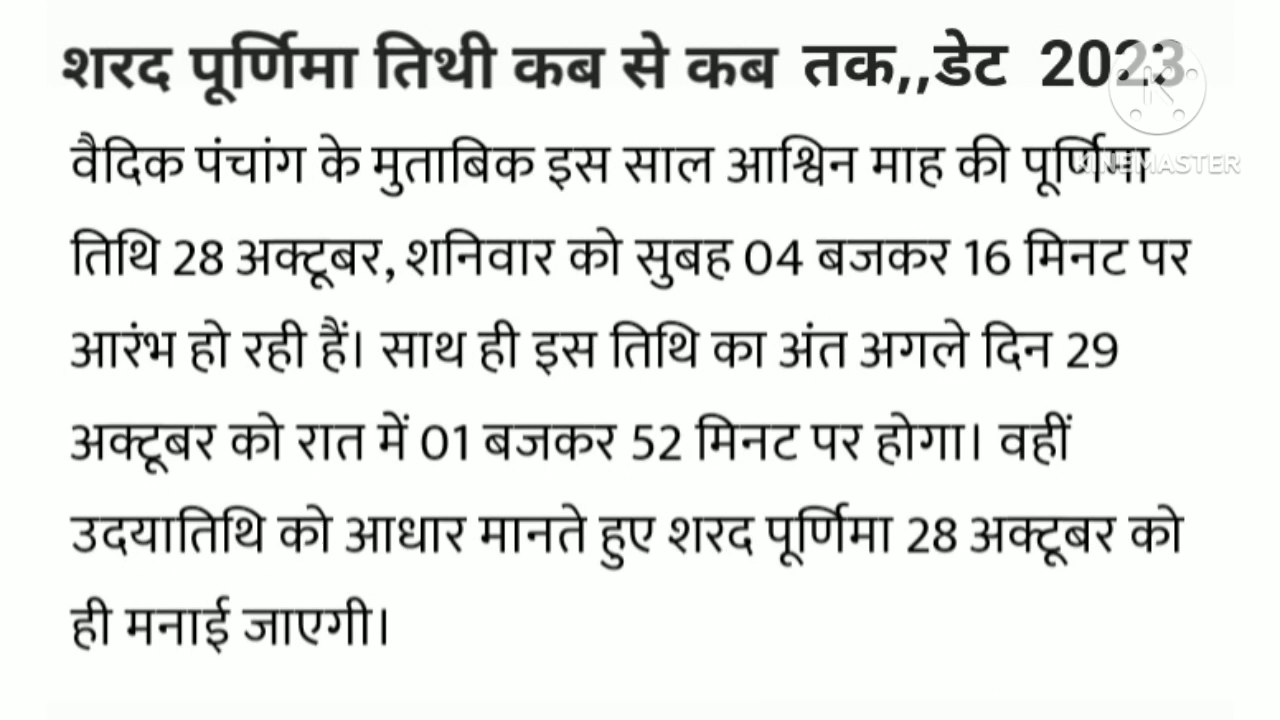 शरद पूर्णिमा तिथी कब से कब तक,,डेट 2023
वैदिक पंचांग के मुताबिक इस साल आश्विन माह की पूर्णिमा
KINEMASTER
तिथि 28 अक्टूबर, शनिवार को सुबह 04 बजकर 16 मिनट पर
आरंभ हो रही हैं। साथ ही इस तिथि का अंत अगले दिन 29
अक्टूबर को रात में 01 बजकर 52 मिनट पर होगा। वहीं
उदयातिथि को आधार मानते हुए शरद पूर्णिमा 28 अक्टूबर को
ही मनाई जाएगी।